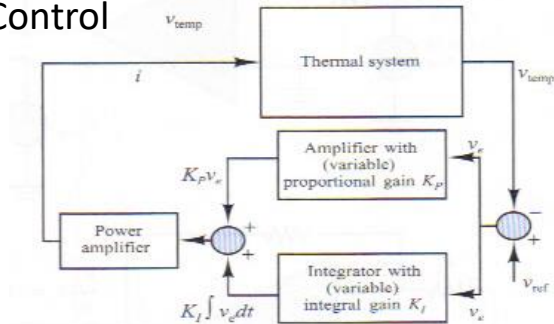 Control
v_temp
Thermal system
i
v_temp
Amplifier with
(variable)
proportional gain K_P
v_e
K_P v_e
−
+
Power
amplifier
+
+
Integrator with
(variable)
integral gain K_I
v_ref
K_I ∫ v_e dt
v_e